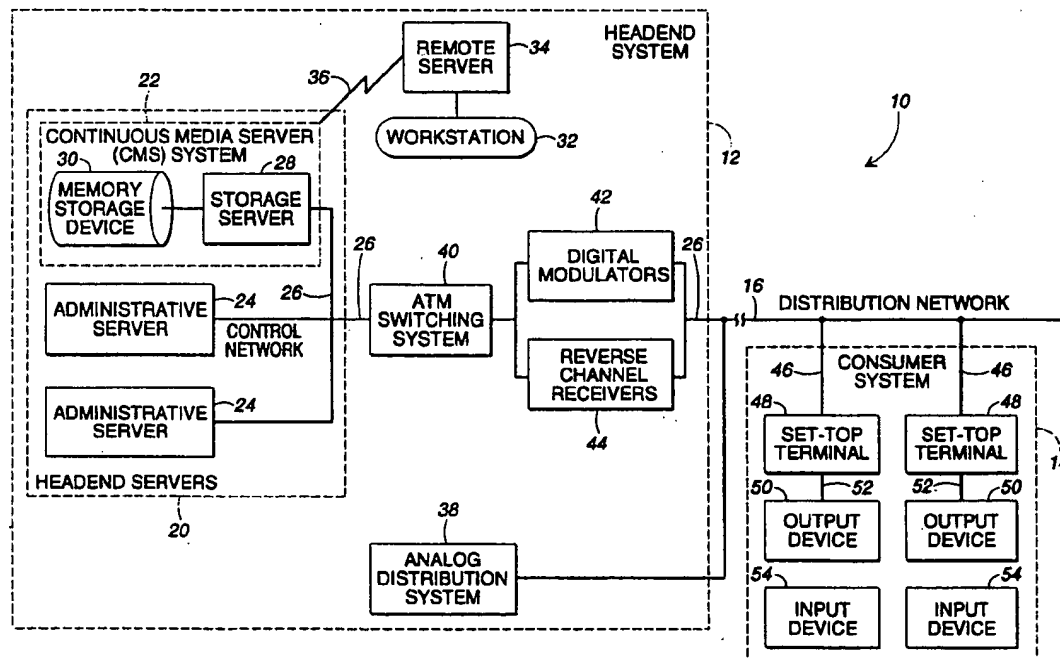 HEADEND
SYSTEM
REMOTE
SERVER
34
36
22
WORKSTATION
32
12
10
CONTINUOUS MEDIA SERVER
(CMS) SYSTEM
30
28
MEMORY
STORAGE
DEVICE
STORAGE
SERVER
42
DIGITAL
MODULATORS
26
40
26
16
DISTRIBUTION NETWORK
ADMINISTRATIVE
SERVER
24
26
CONTROL
NETWORK
ATM
SWITCHING
SYSTEM
REVERSE
CHANNEL
RECEIVERS
44
46
CONSUMER
SYSTEM
46
ADMINISTRATIVE
SERVER
24
48
SET-TOP
TERMINAL
48
SET-TOP
TERMINAL
HEADEND SERVERS
20
50
52
OUTPUT
DEVICE
52
50
OUTPUT
DEVICE
38
ANALOG
DISTRIBUTION
SYSTEM
54
INPUT
DEVICE
54
INPUT
DEVICE